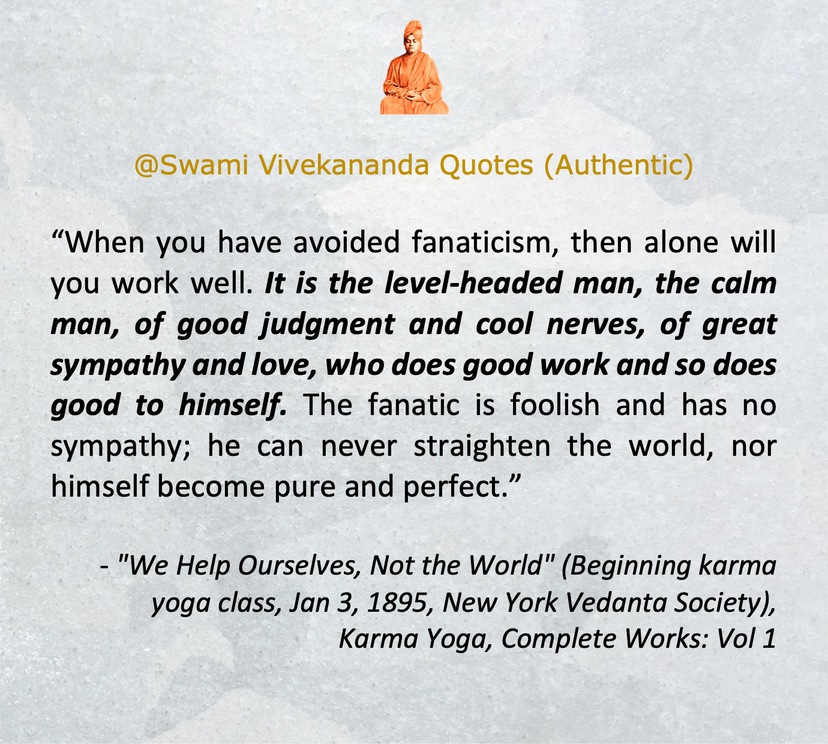 @Swami Vivekananda Quotes (Authentic)
“When you have avoided fanaticism, then alone will
you work well. It is the level-headed man, the calm
man, of good judgment and cool nerves, of great
sympathy and love, who does good work and so does
good to himself. The fanatic is foolish and has no
sympathy; he can never straighten the world, nor
himself become pure and perfect.”
- "We Help Ourselves, Not the World" (Beginning karma
yoga class, Jan 3, 1895, New York Vedanta Society),
Karma Yoga, Complete Works: Vol 1